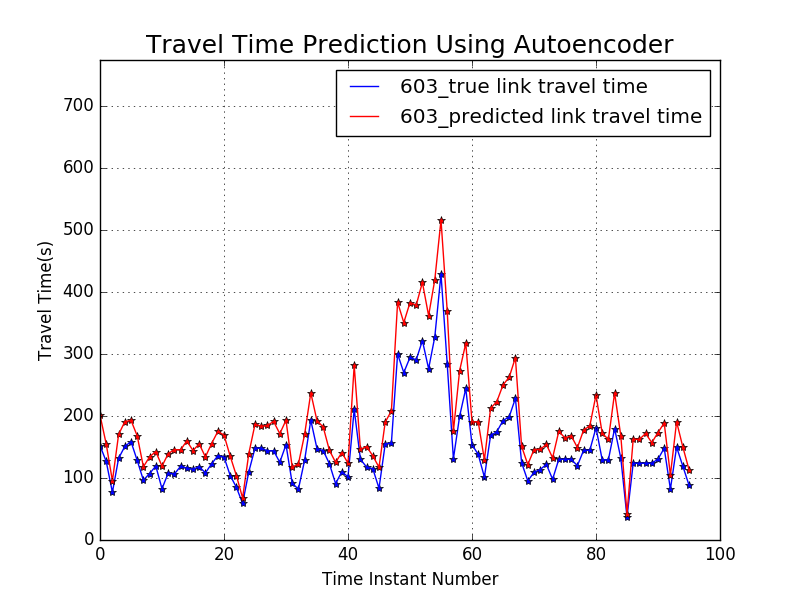 Travel Time Prediction Using Autoencoder
603_true link travel time
603_predicted link travel time
Travel Time(s)
700
600
500
400
300
200
100
0
0 20 40 60 80 100
Time Instant Number